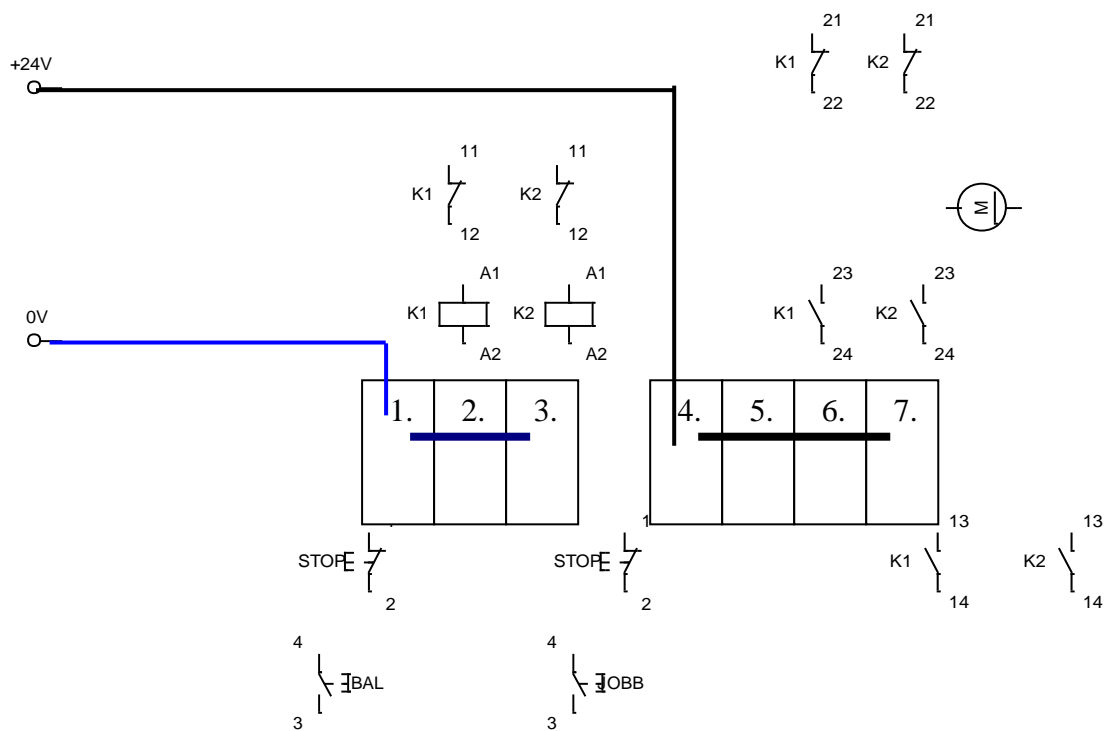 21 21
K1 K2
22 22
+24V
11 11
K1 K2
12 12
M
A1 A1
K1 K2
A2 A2
23 23
K1 K2
24 24
0V
1. 2. 3. 4. 5. 6. 7.
1
STOP STOP
2 2
13 13
K1 K2
14 14
4 4
BAL JOBB
3 3